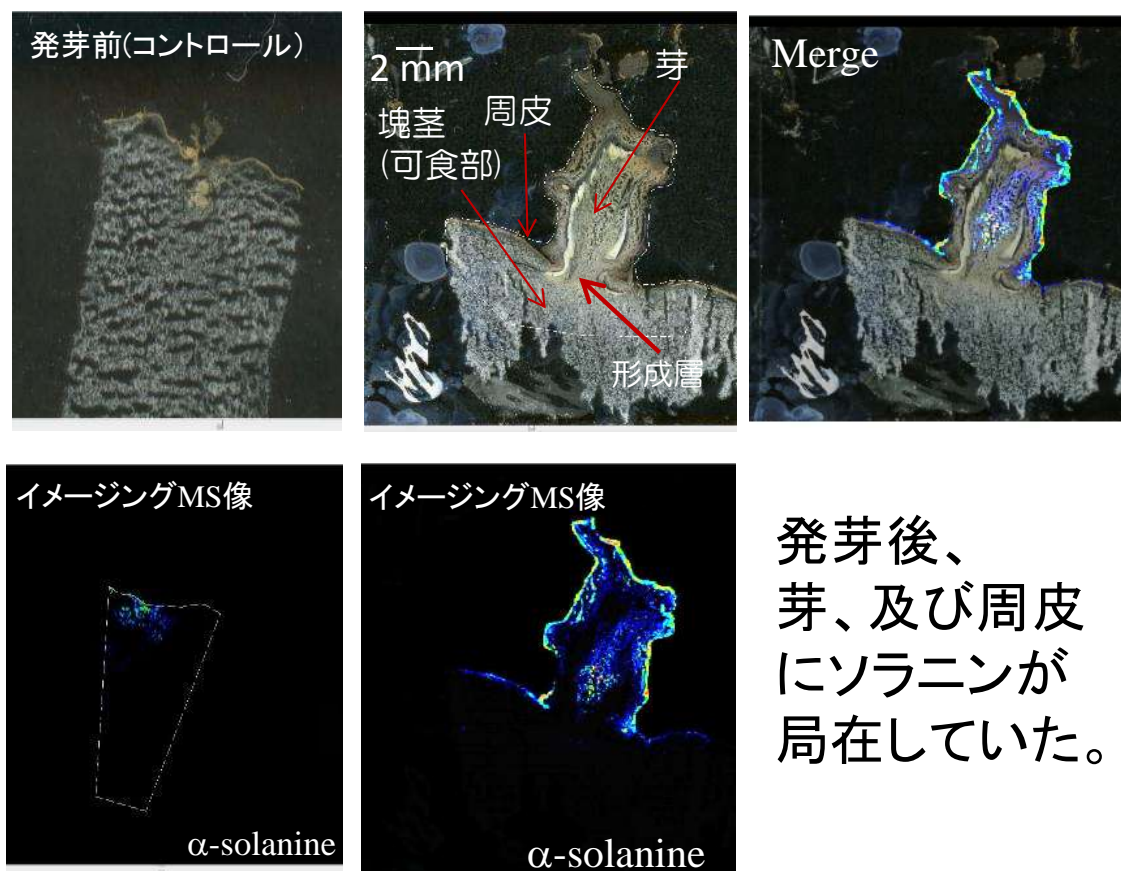 発芽前(コントロール）
2 mm
芽
周皮
塊茎
(可食部)
形成層
Merge
イメージングMS像
α-solanine
イメージングMS像
α-solanine
発芽後、
芽、及び周皮
にソラニンが
局在していた。